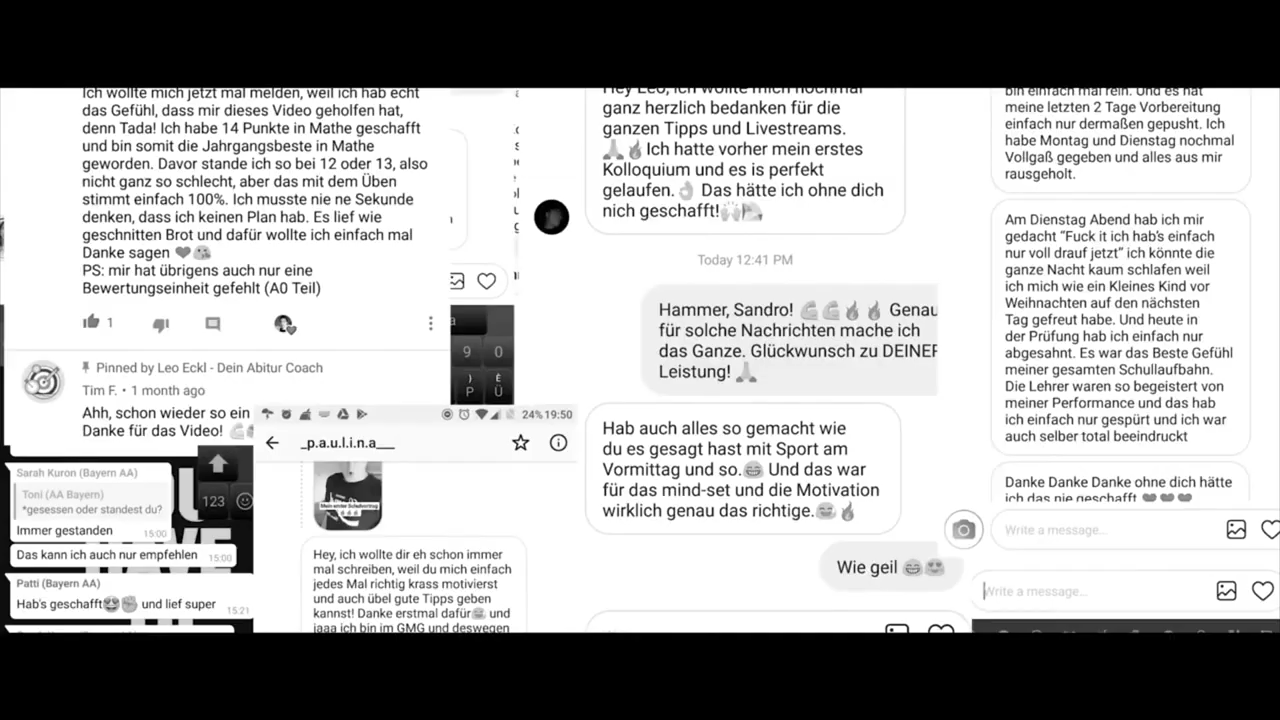 Ich wollte mich jetzt mal melden, weil ich hab echt
das Gefühl, dass mir dieses Video geholfen hat,
denn Tada! Ich habe 14 Punkte in Mathe geschafft
und bin somit die Jahrgangsbeste in Mathe
geworden. Davor stande ich so bei 12 oder 13, also
nicht ganz so schlecht, aber das mit dem Üben
stimmt einfach 100%. Ich musste nie ne Sekunde
denken, dass ich keinen Plan hab. Es lief wie
geschnitten Brot und dafür wollte ich einfach mal
Danke sagen ❤😘
PS: mir hat übrigens auch nur eine
Bewertungseinheit gefehlt (A0 Teil)
1
Pinned by Leo Eckl - Dein Abitur Coach
Tim F. • 1 month ago
Ahh, schon wieder so ein
Danke für das Video! 💪
Sarah Kuron (Bayern AA)
Toni (AA Bayern)
*gesessen oder standest du?
Immer gestanden 15:00
Das kann ich auch nur empfehlen 15:00
Patti (Bayern AA)
Hab's geschafft😍✊ und lief super 15:21
123
9 0
) È
P Ü
24% 19:50
_p.a.u.l.i.n.a___
Mein erster Schulvortrag
Hey, ich wollte dir eh schon immer
mal schreiben, weil du mich einfach
jedes Mal richtig krass motivierst
und auch übel gute Tipps geben
kannst! Danke erstmal dafür😁 und
jaaa ich bin im GMG und deswegen
Hey Leo, ich wollte mich nochmal
ganz herzlich bedanken für die
ganzen Tipps und Livestreams.
🙏🔥Ich hatte vorher mein erstes
Kolloquium und es is perfekt
gelaufen.👌 Das hätte ich ohne dich
nich geschafft!🙌
Today 12:41 PM
Hammer, Sandro! 💪💪🔥🔥 Genau
für solche Nachrichten mache ich
das Ganze. Glückwunsch zu DEINER
Leistung! 🙏
Hab auch alles so gemacht wie
du es gesagt hast mit Sport am
Vormittag und so.😁 Und das war
für das mind-set und die Motivation
wirklich genau das richtige.😁🔥
Wie geil 😂😍
bin einfach mal rein. Und es hat
meine letzten 2 Tage Vorbereitung
einfach nur dermaßen gepusht. Ich
habe Montag und Dienstag nochmal
Vollgaß gegeben und alles aus mir
rausgeholt.
Am Dienstag Abend hab ich mir
gedacht “Fuck it ich hab’s einfach
nur voll drauf jetzt” ich könnte die
ganze Nacht kaum schlafen weil
ich mich wie ein Kleines Kind vor
Weihnachten auf den nächsten
Tag gefreut habe. Und heute in
der Prüfung hab ich einfach nur
abgesahnt. Es war das Beste Gefühl
meiner gesamten Schullaufbahn.
Die Lehrer waren so begeistert von
meiner Performance und das hab
ich einfach nur gespürt und ich war
auch selber total beeindruckt
Danke Danke Danke ohne dich hätte
ich das nie geschafft ❤❤❤
Write a message...
Write a message...